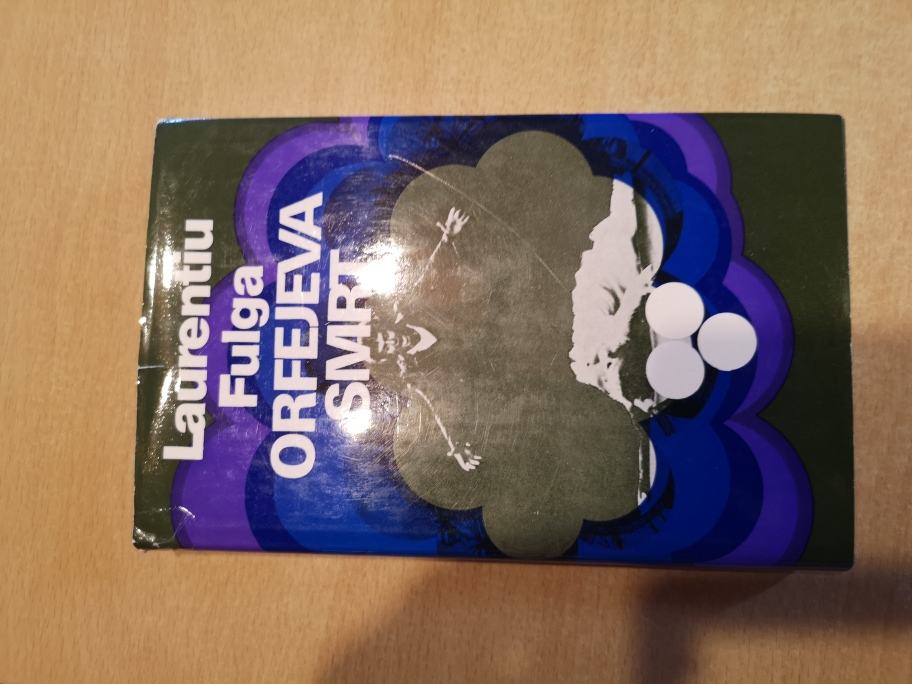 Laurentiu
Fulga
ORFEJEVA
SMRT